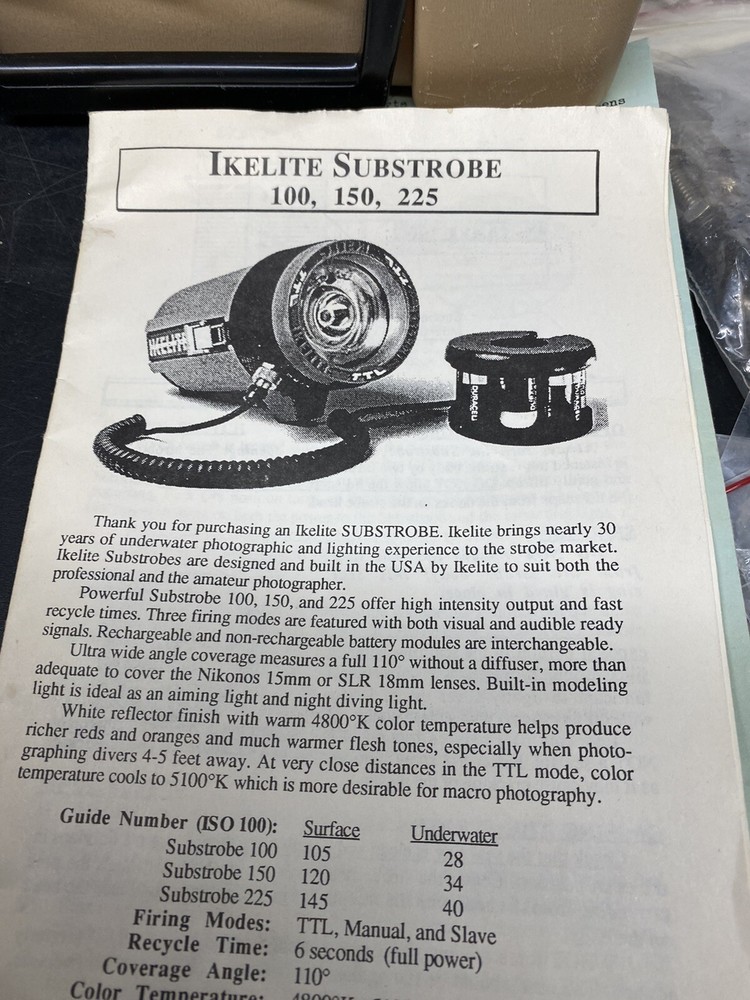 ens
IKELITE SUBSTROBE
100, 150, 225
IKELITE
TTL
DURACELL
Thank you for purchasing an Ikelite SUBSTROBE. Ikelite brings nearly 30
years of underwater photographic and lighting experience to the strobe market.
Ikelite Substrobes are designed and built in the USA by Ikelite to suit both the
professional and the amateur photographer.
Powerful Substrobe 100, 150, and 225 offer high intensity output and fast
recycle times. Three firing modes are featured with both visual and audible ready
signals. Rechargeable and non-rechargeable battery modules are interchangeable.
Ultra wide angle coverage measures a full 110° without a diffuser, more than
adequate to cover the Nikonos 15mm or SLR 18mm lenses. Built-in modeling
light is ideal as an aiming light and night diving light.
White reflector finish with warm 4800°K color temperature helps produce
richer reds and oranges and much warmer flesh tones, especially when photo-
graphing divers 4-5 feet away. At very close distances in the TTL mode, color
temperature cools to 5100°K which is more desirable for macro photography.
Guide Number (ISO 100): Surface Underwater
Substrobe 100 105 28
Substrobe 150 120 34
Substrobe 225 145 40
Firing Modes: TTL, Manual, and Slave
Recycle Time: 6 seconds (full power)
Coverage Angle: 110°
Color Temperature: